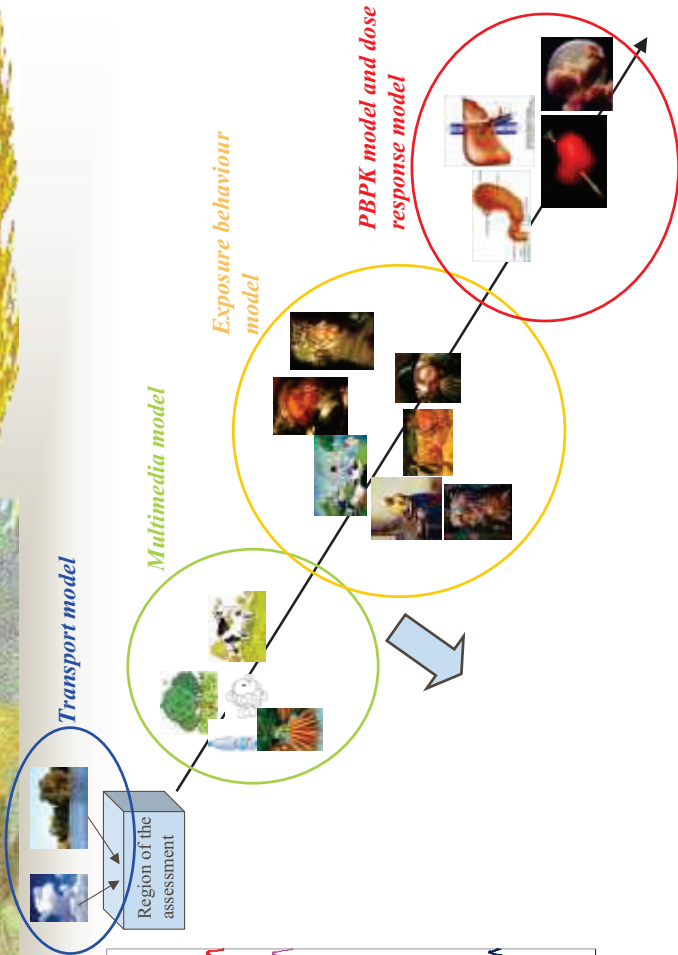 Transport model
Region of the
assessment
Multimedia model
Exposure behaviour
model
PBPK model and dose
response model